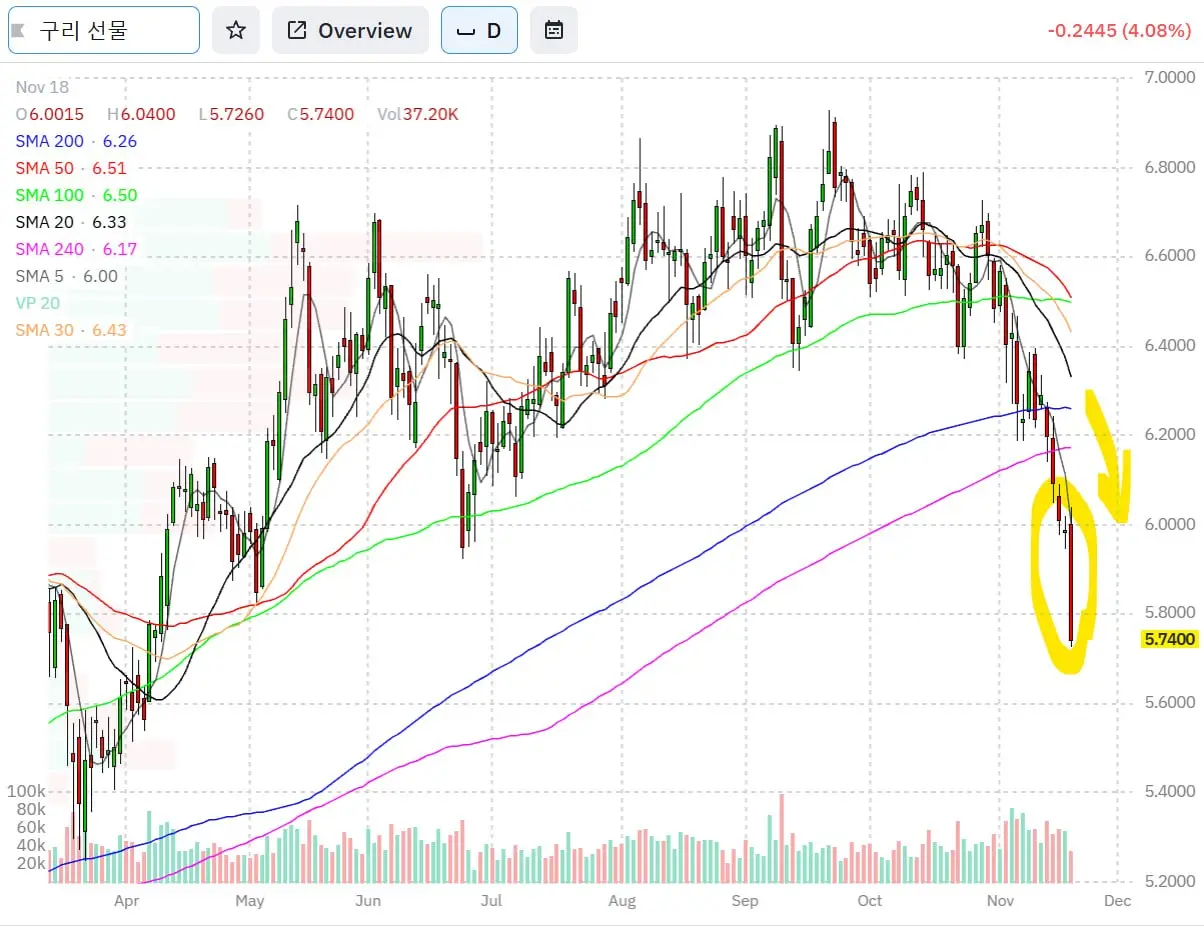 구리 선물 Overview D -0.2445 (4.08%)
Nov 18
O6.0015 H6.0400 L5.7260 C5.7400 Vol37.20K
SMA 200 · 6.26
SMA 50 · 6.51
SMA 100 · 6.50
SMA 20 · 6.33
SMA 240 · 6.17
SMA 5 · 6.00
VP 20
SMA 30 · 6.43
7.0000
6.8000
6.6000
6.4000
6.2000
6.0000
5.8000
5.7400
5.6000
5.4000
5.2000
100k
80k
60k
40k
20k
Apr May Jun Jul Aug Sep Oct Nov Dec